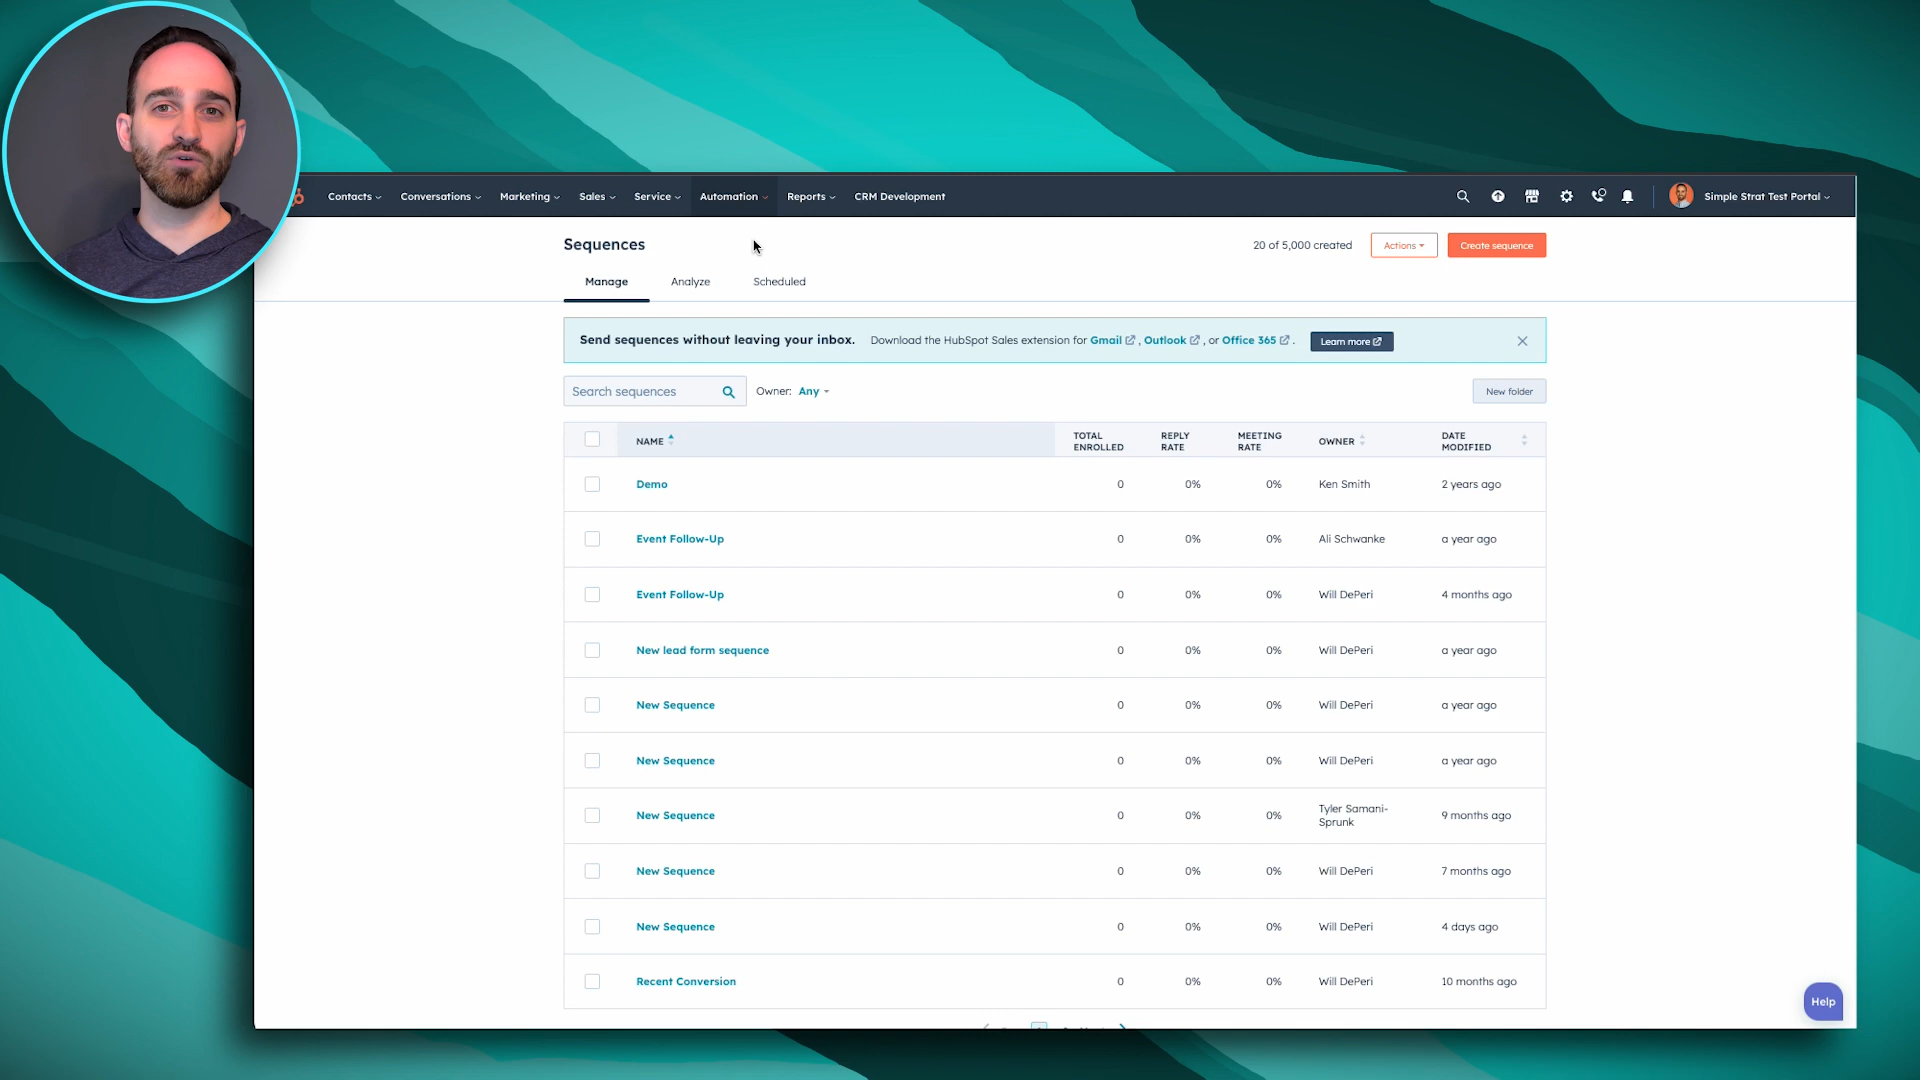 Contacts Conversations Marketing Sales Service Automation Reports CRM Development Simple Strat Test Portal
Sequences 20 of 5,000 created Actions Create sequence
Manage Analyze Scheduled
Send sequences without leaving your inbox. Download the HubSpot Sales extension for Gmail , Outlook , or Office 365 . Learn more
Search sequences Owner: Any New folder
NAME TOTAL ENROLLED REPLY RATE MEETING RATE OWNER DATE MODIFIED
Demo 0 0% 0% Ken Smith 2 years ago
Event Follow-Up 0 0% 0% Ali Schwanke a year ago
Event Follow-Up 0 0% 0% Will DePeri 4 months ago
New lead form sequence 0 0% 0% Will DePeri a year ago
New Sequence 0 0% 0% Will DePeri a year ago
New Sequence 0 0% 0% Will DePeri a year ago
New Sequence 0 0% 0% Tyler Samani-Sprunk 9 months ago
New Sequence 0 0% 0% Will DePeri 7 months ago
New Sequence 0 0% 0% Will DePeri 4 days ago
Recent Conversion 0 0% 0% Will DePeri 10 months ago
Help